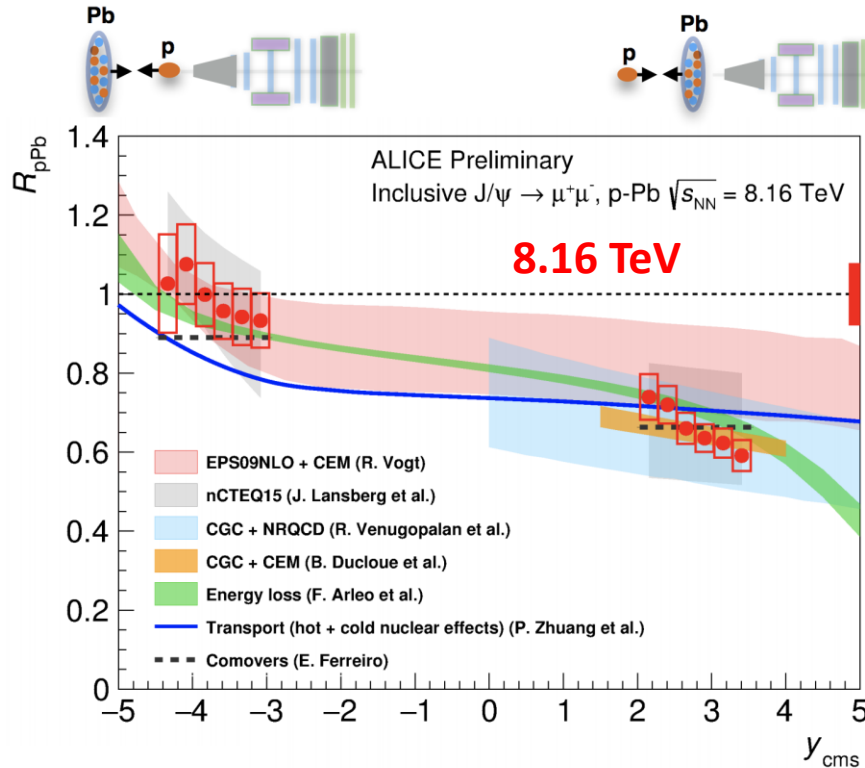 Pb
p
p
Pb
R_pPb
1.4
1.2
1
0.8
0.6
0.4
0.2
0
ALICE Preliminary
Inclusive J/ψ → μ⁺μ⁻, p-Pb √s_NN = 8.16 TeV
8.16 TeV
EPS09NLO + CEM (R. Vogt)
nCTEQ15 (J. Lansberg et al.)
CGC + NRQCD (R. Venugopalan et al.)
CGC + CEM (B. Ducloue et al.)
Energy loss (F. Arleo et al.)
Transport (hot + cold nuclear effects) (P. Zhuang et al.)
Comovers (E. Ferreiro)
−5 −4 −3 −2 −1 0 1 2 3 4 5
y_cms